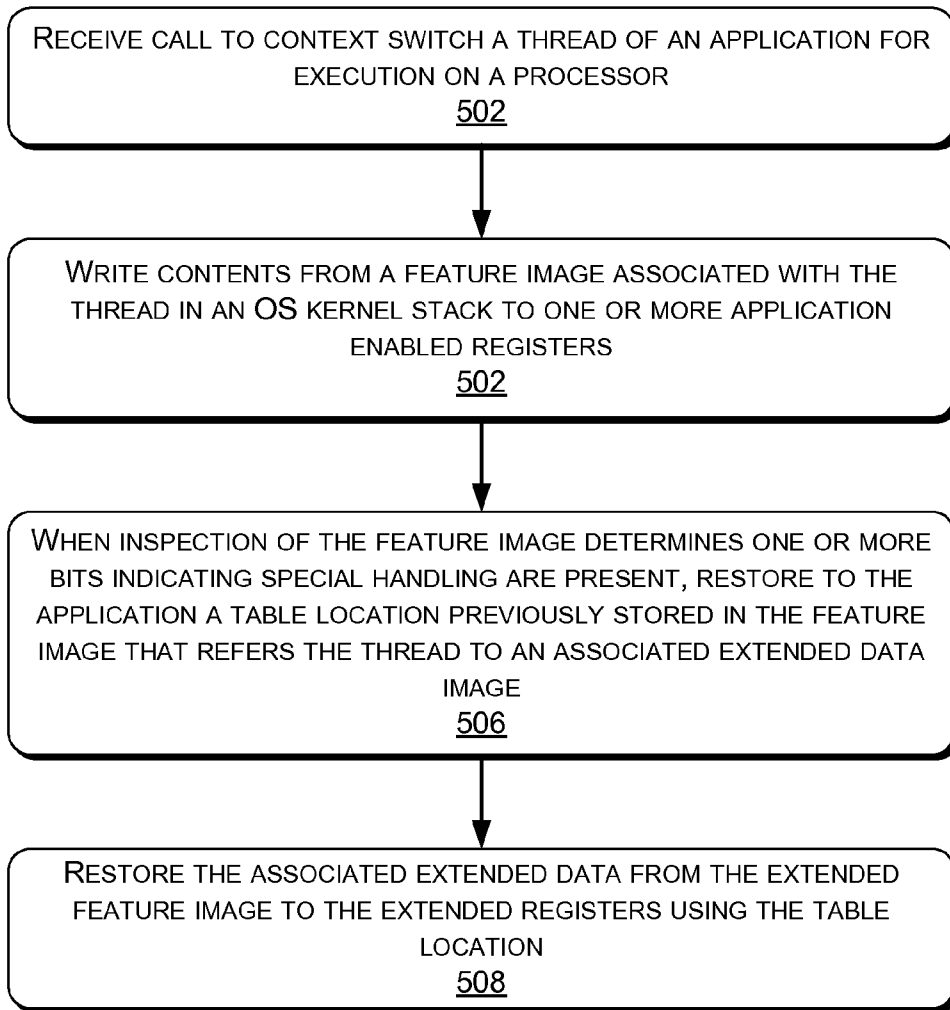 RECEIVE CALL TO CONTEXT SWITCH A THREAD OF AN APPLICATION FOR
EXECUTION ON A PROCESSOR
502
WRITE CONTENTS FROM A FEATURE IMAGE ASSOCIATED WITH THE
THREAD IN AN OS KERNEL STACK TO ONE OR MORE APPLICATION
ENABLED REGISTERS
502
WHEN INSPECTION OF THE FEATURE IMAGE DETERMINES ONE OR MORE
BITS INDICATING SPECIAL HANDLING ARE PRESENT, RESTORE TO THE
APPLICATION A TABLE LOCATION PREVIOUSLY STORED IN THE FEATURE
IMAGE THAT REFERS THE THREAD TO AN ASSOCIATED EXTENDED DATA
IMAGE
506
RESTORE THE ASSOCIATED EXTENDED DATA FROM THE EXTENDED
FEATURE IMAGE TO THE EXTENDED REGISTERS USING THE TABLE
LOCATION
508